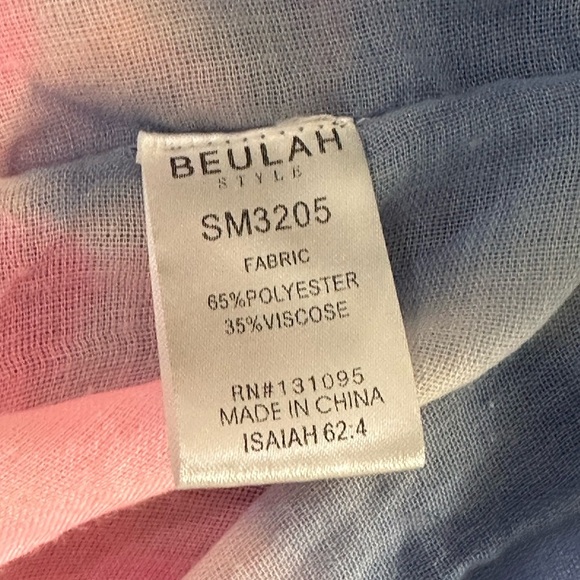 BEULAH
STYLE
SM3205
FABRIC
65%POLYESTER
35%VISCOSE
RN#131095
MADE IN CHINA
ISAIAH 62:4